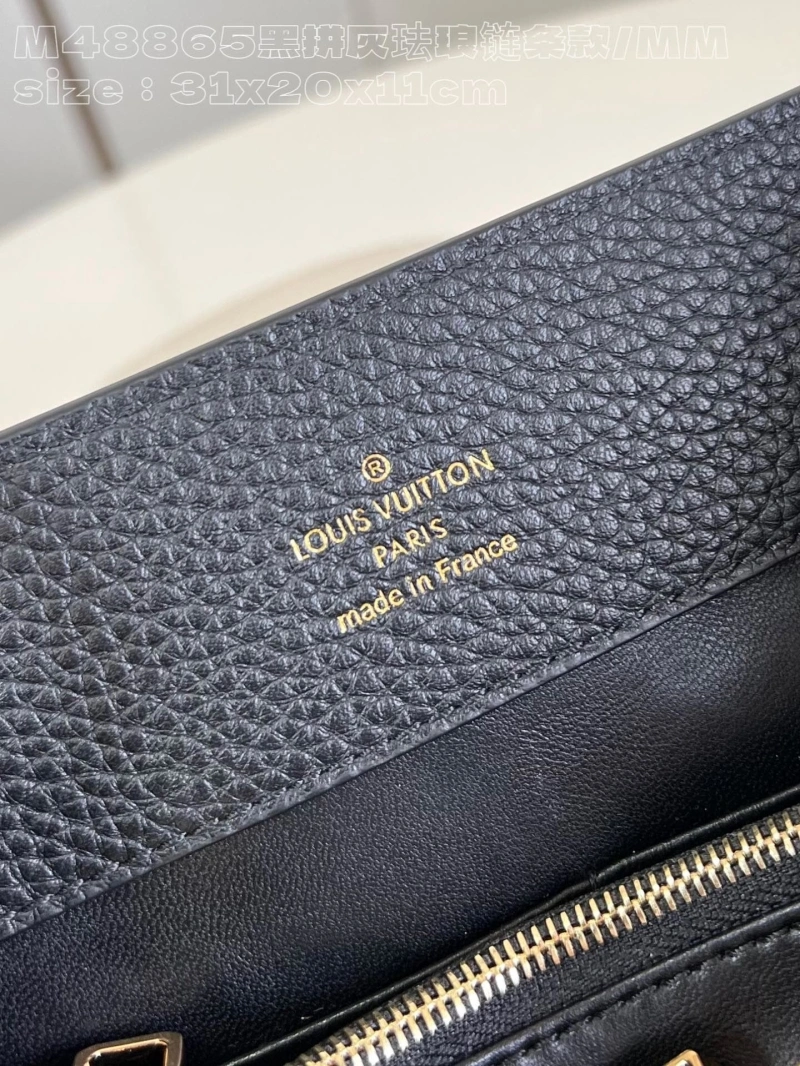 M48865黑拼灰珐琅链条款/MM
size：31x20x11cm
®
LOUIS VUITTON
PARIS
made in France